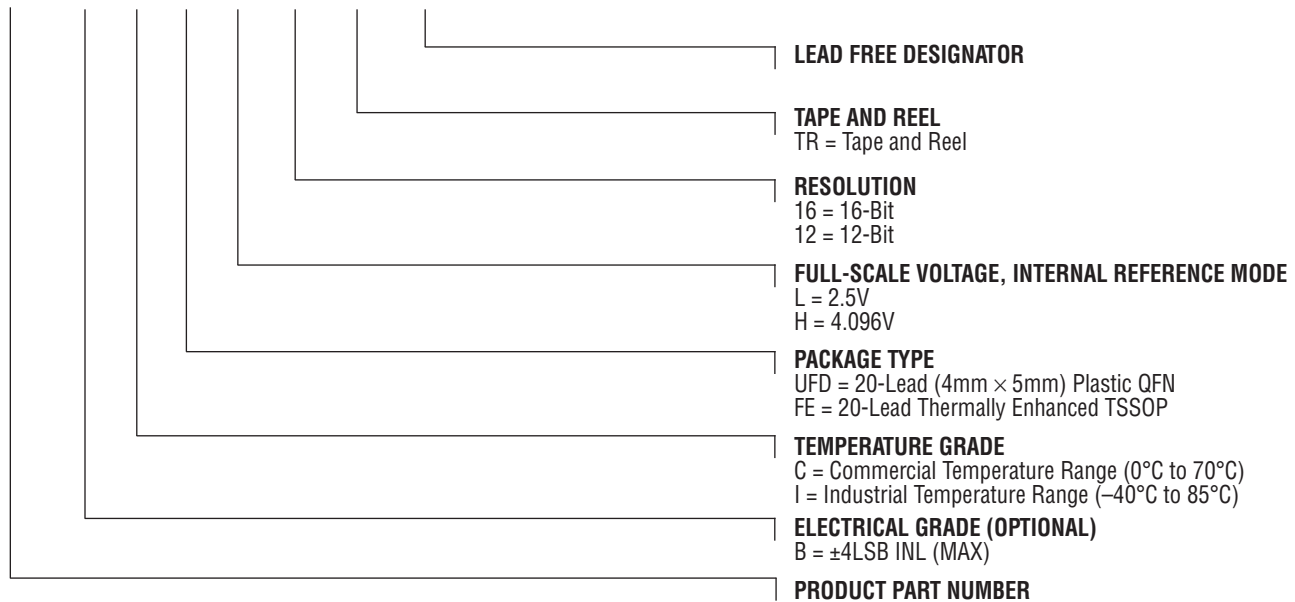 LEAD FREE DESIGNATOR
TAPE AND REEL
TR = Tape and Reel
RESOLUTION
16 = 16-Bit
12 = 12-Bit
FULL-SCALE VOLTAGE, INTERNAL REFERENCE MODE
L = 2.5V
H = 4.096V
PACKAGE TYPE
UFD = 20-Lead (4mm × 5mm) Plastic QFN
FE = 20-Lead Thermally Enhanced TSSOP
TEMPERATURE GRADE
C = Commercial Temperature Range (0°C to 70°C)
I = Industrial Temperature Range (–40°C to 85°C)
ELECTRICAL GRADE (OPTIONAL)
B = ±4LSB INL (MAX)
PRODUCT PART NUMBER